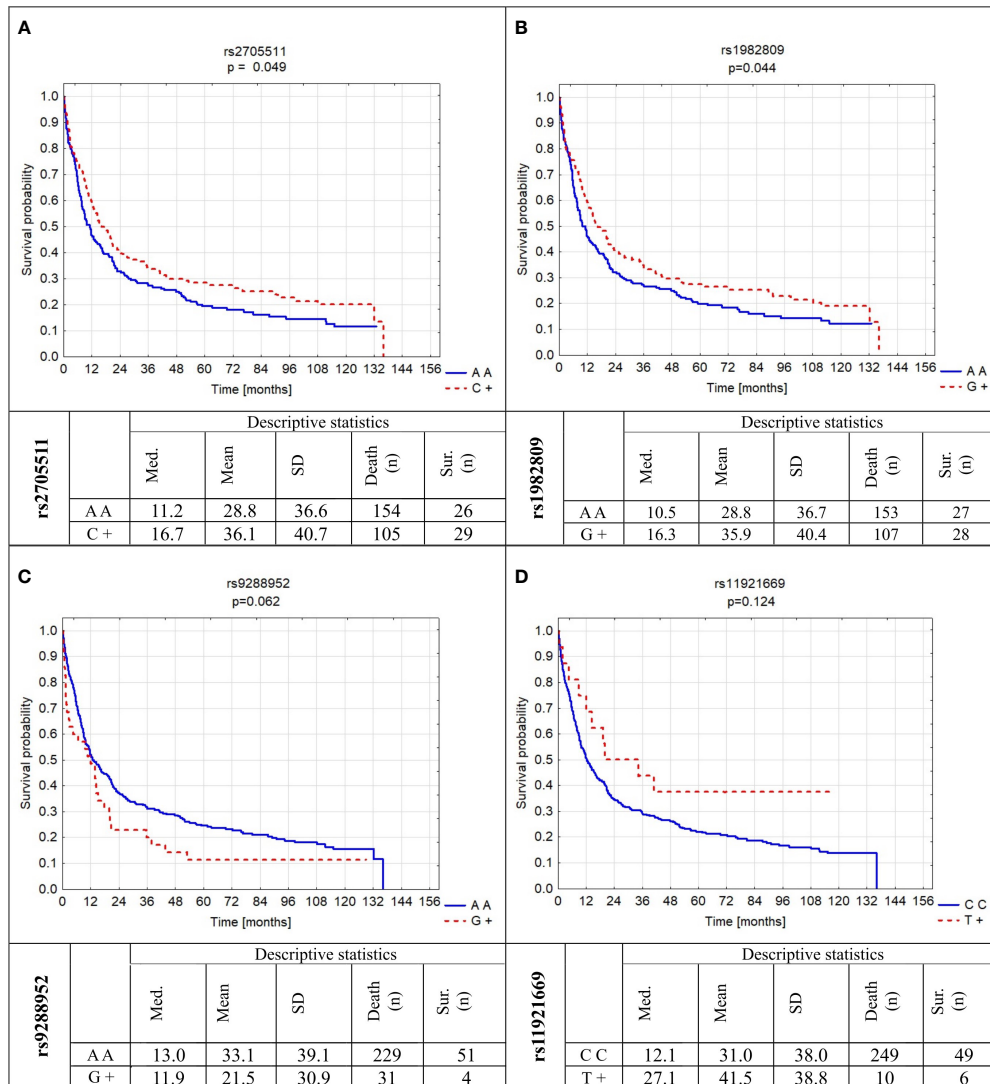 A
rs2705511
p = 0.049
Survival probability
1.0
0.9
0.8
0.7
0.6
0.5
0.4
0.3
0.2
0.1
0.0
0 12 24 36 48 60 72 84 96 108 120 132 144 156
Time [months]
A A
C +
rs2705511
Descriptive statistics
Med. Mean SD Death (n) Sur. (n)
A A 11.2 28.8 36.6 154 26
C + 16.7 36.1 40.7 105 29
B
rs1982809
p=0.044
Survival probability
1.0
0.9
0.8
0.7
0.6
0.5
0.4
0.3
0.2
0.1
0.0
0 12 24 36 48 60 72 84 96 108 120 132 144 156
Time [months]
A A
G +
rs1982809
Descriptive statistics
Med. Mean SD Death (n) Sur. (n)
A A 10.5 28.8 36.7 153 27
G + 16.3 35.9 40.4 107 28
C
rs9288952
p=0.062
Survival probability
1.0
0.9
0.8
0.7
0.6
0.5
0.4
0.3
0.2
0.1
0.0
0 12 24 36 48 60 72 84 96 108 120 132 144 156
Time [months]
A A
G +
rs9288952
Descriptive statistics
Med. Mean SD Death (n) Sur. (n)
A A 13.0 33.1 39.1 229 51
G + 11.9 21.5 30.9 31 4
D
rs11921669
p=0.124
Survival probability
1.0
0.9
0.8
0.7
0.6
0.5
0.4
0.3
0.2
0.1
0.0
0 12 24 36 48 60 72 84 96 108 120 132 144 156
Time [months]
C C
T +
rs11921669
Descriptive statistics
Med. Mean SD Death (n) Sur. (n)
C C 12.1 31.0 38.0 249 49
T + 27.1 41.5 38.8 10 6